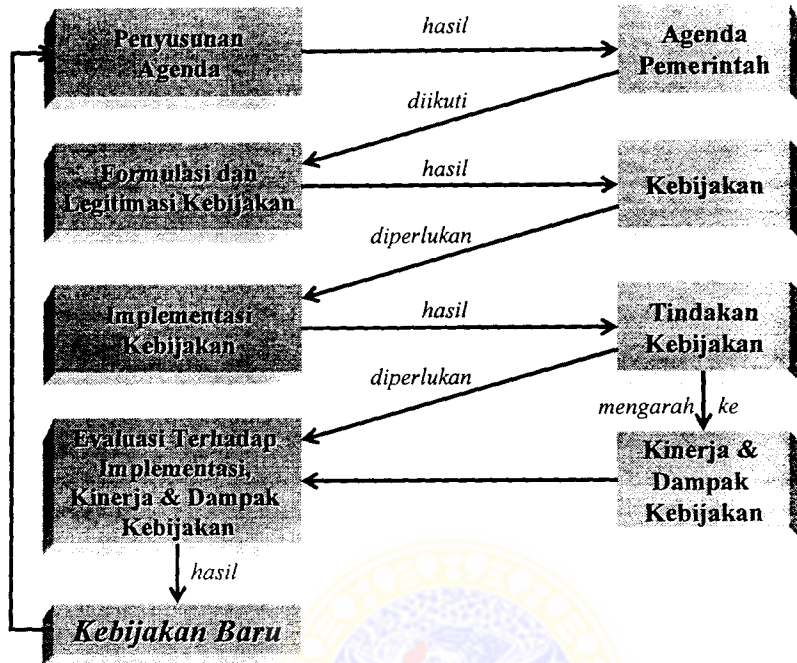 Penyusunan
Agenda
hasil
Agenda
Pemerintah
diikuti
Formulasi dan
Legitimasi Kebijakan
hasil
Kebijakan
diperlukan
Implementasi
Kebijakan
hasil
Tindakan
Kebijakan
diperlukan
mengarah ke
Evaluasi Terhadap
Implementasi,
Kinerja & Dampak
Kebijakan
Kinerja &
Dampak
Kebijakan
hasil
Kebijakan Baru